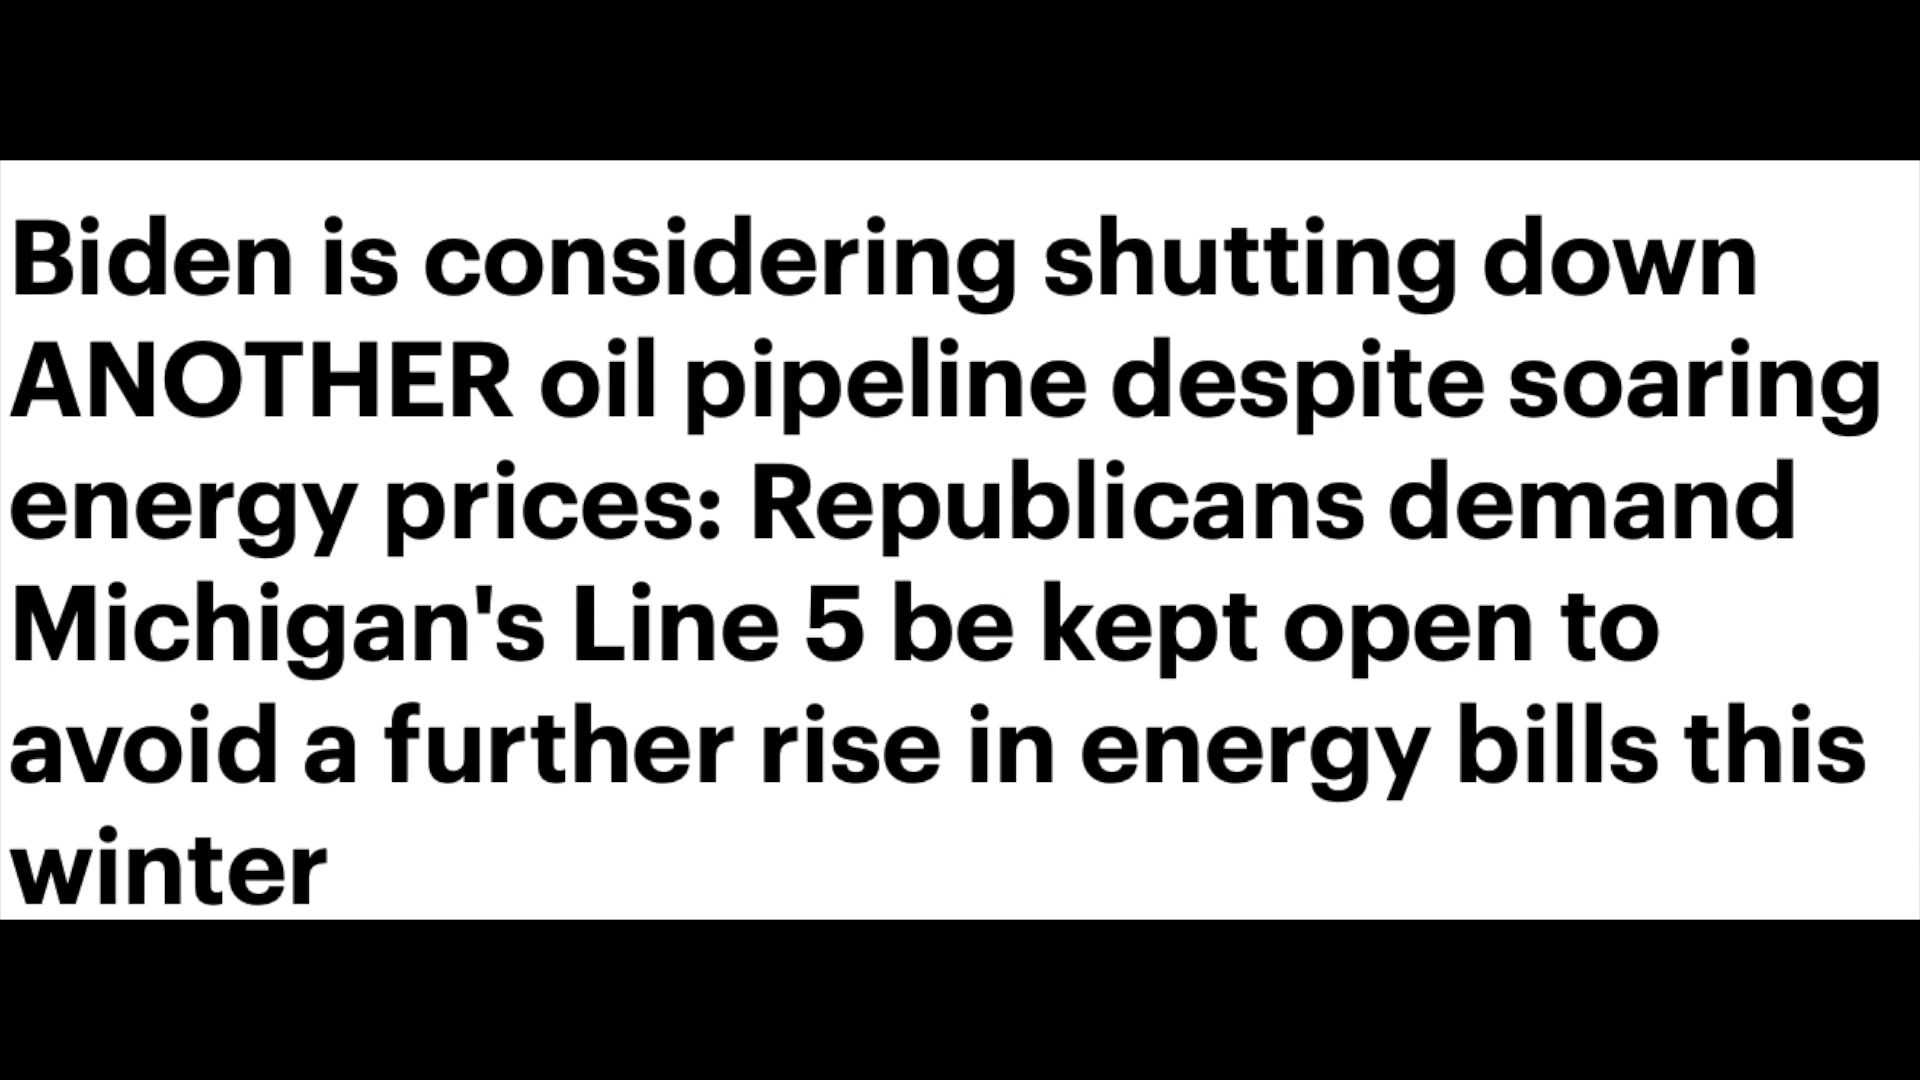 Biden is considering shutting down
ANOTHER oil pipeline despite soaring
energy prices: Republicans demand
Michigan's Line 5 be kept open to
avoid a further rise in energy bills this
winter